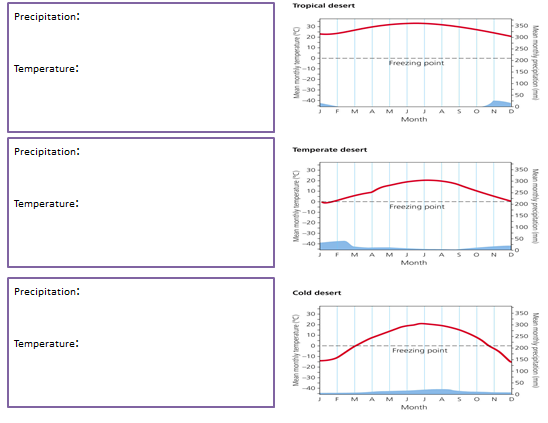 Precipitation:
Temperature:
Tropical desert
Mean monthly temperature (°C)
30
20
10
0
−10
−20
−30
−40
Freezing point
350
300
250
200
150
100
50
0
Mean monthly precipitation (mm)
J F M A M J J A S O N D
Month
Precipitation:
Temperature:
Temperate desert
Mean monthly temperature (°C)
30
20
10
0
−10
−20
−30
−40
Freezing point
350
300
250
200
150
100
50
0
Mean monthly precipitation (mm)
J F M A M J J A S O N D
Month
Precipitation:
Temperature:
Cold desert
Mean monthly temperature (°C)
30
20
10
0
−10
−20
−30
−40
Freezing point
350
300
250
200
150
100
50
0
Mean monthly precipitation (mm)
J F M A M J J A S O N D
Month